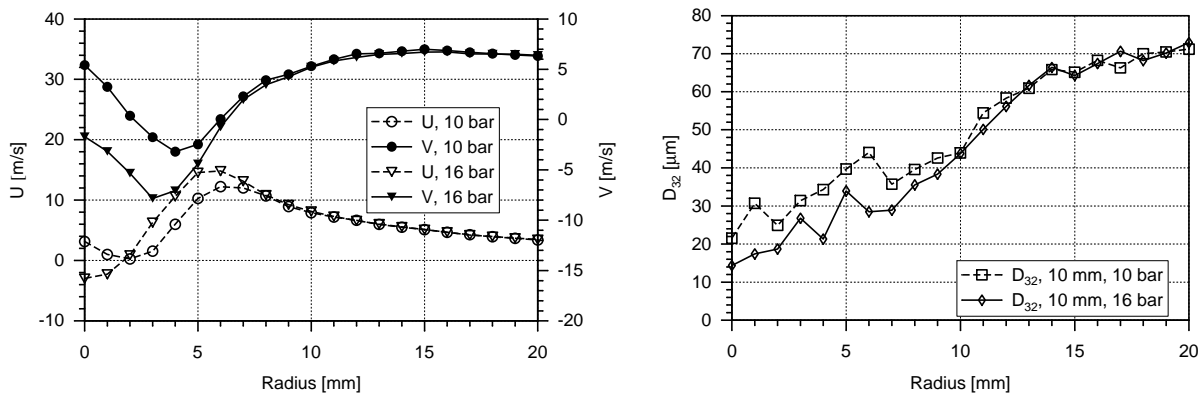 40
30
20
10
0
-10
U [m/s]
10
5
0
-5
-10
-15
-20
V [m/s]
U, 10 bar
V, 10 bar
U, 16 bar
V, 16 bar
0 5 10 15 20
Radius [mm]
80
70
60
50
40
30
20
10
0
D32 [µm]
D32, 10 mm, 10 bar
D32, 10 mm, 16 bar
0 5 10 15 20
Radius [mm]